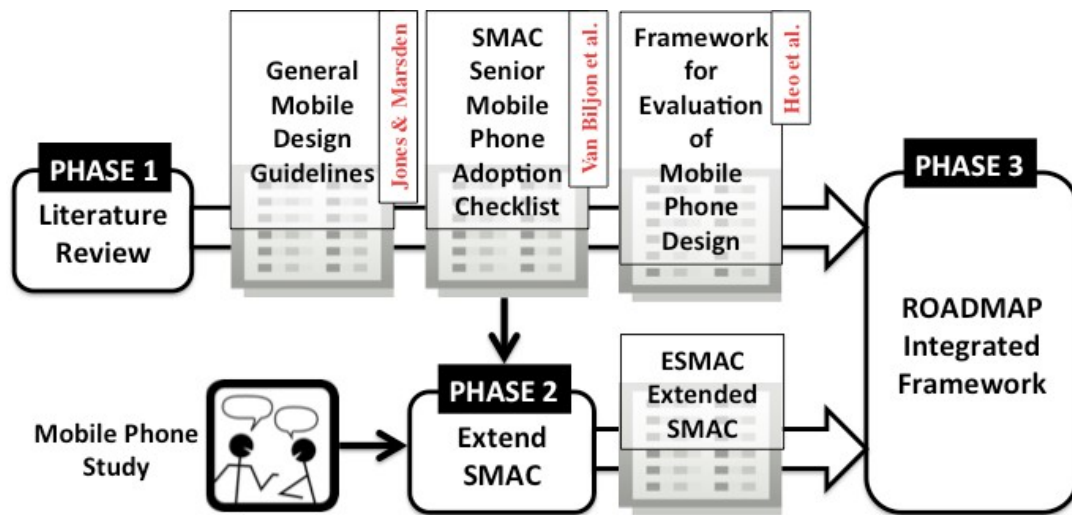 PHASE 1
Literature
Review
General
Mobile
Design
Guidelines
Jones & Marsden
SMAC
Senior
Mobile
Phone
Adoption
Checklist
Van Biljon et al.
Framework
for
Evaluation
of
Mobile
Phone
Design
Heo et al.
PHASE 3
ROADMAP
Integrated
Framework
Mobile Phone
Study
PHASE 2
Extend
SMAC
ESMAC
Extended
SMAC